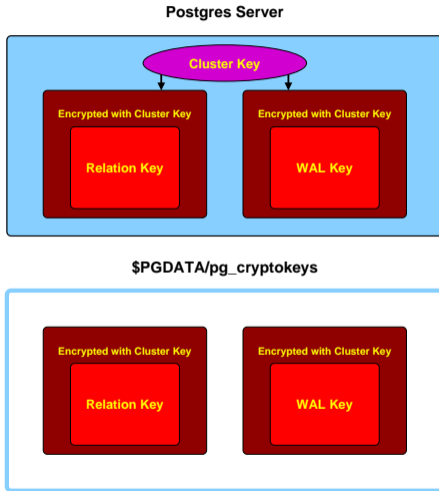 Postgres Server
Cluster Key
Encrypted with Cluster Key Encrypted with Cluster Key
Relation Key WAL Key
$PGDATA/pg_cryptokeys
Encrypted with Cluster Key Encrypted with Cluster Key
Relation Key WAL Key